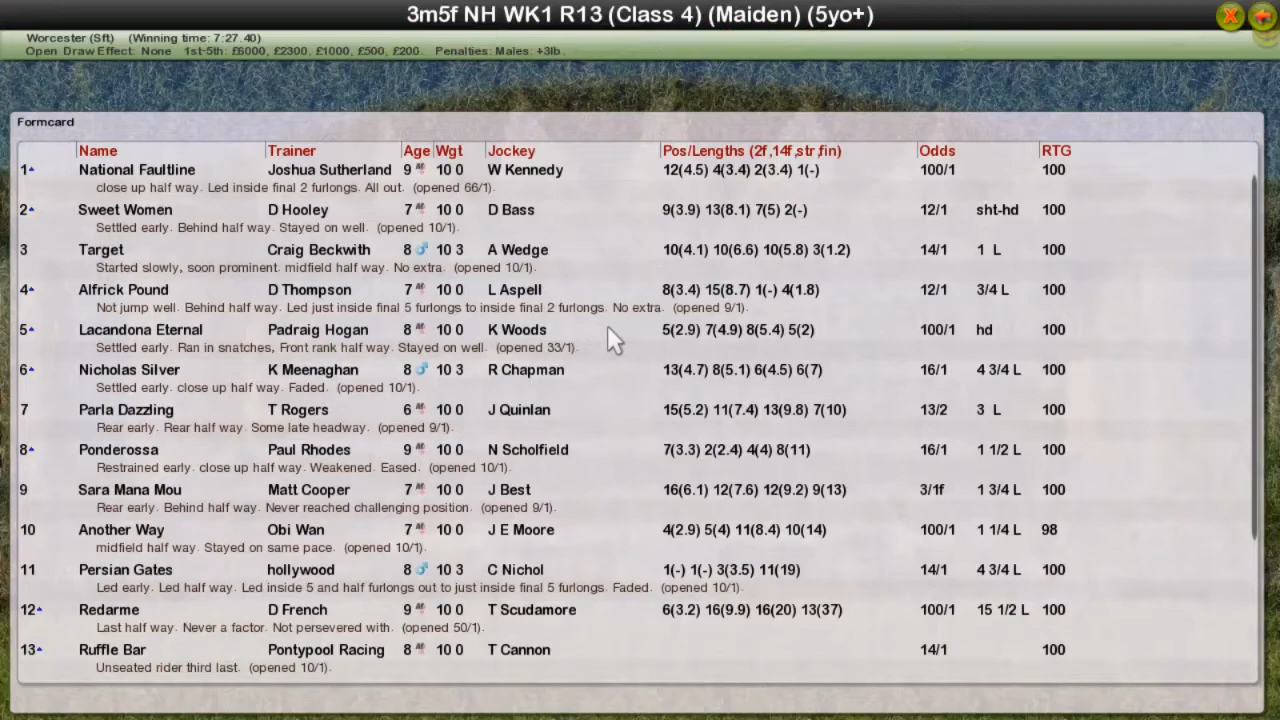 3m5f NH WK1 R13 (Class 4) (Maiden) (5yo+)
Worcester (Sft) (Winning time: 7:27.40)
Open Draw Effect: None 1st-5th: £6000, £2300, £1000, £500, £200. Penalties: Males: +3lb.
Formcard
Name Trainer Age Wgt Jockey Pos/Lengths (2f,14f,str,fin) Odds RTG
1 National Faultline Joshua Sutherland 9 10 0 W Kennedy 12(4.5) 4(3.4) 2(3.4) 1(-) 100/1 100
close up half way. Led inside final 2 furlongs. All out. (opened 66/1).
2 Sweet Women D Hooley 7 10 0 D Bass 9(3.9) 13(8.1) 7(5) 2(-) 12/1 sht-hd 100
Settled early. Behind half way. Stayed on well. (opened 10/1).
3 Target Craig Beckwith 8 10 3 A Wedge 10(4.1) 10(6.6) 10(5.8) 3(1.2) 14/1 1 L 100
Started slowly, soon prominent. midfield half way. No extra. (opened 10/1).
4 Alfrick Pound D Thompson 7 10 0 L Aspell 8(3.4) 15(8.7) 1(-) 4(1.8) 12/1 3/4 L 100
Not jump well. Behind half way. Led just inside final 5 furlongs to inside final 2 furlongs. No extra. (opened 9/1).
5 Lacandona Eternal Padraig Hogan 8 10 0 K Woods 5(2.9) 7(4.9) 8(5.4) 5(2) 100/1 hd 100
Settled early. Ran in snatches, Front rank half way. Stayed on well. (opened 33/1).
6 Nicholas Silver K Meenaghan 8 10 3 R Chapman 13(4.7) 8(5.1) 6(4.5) 6(7) 16/1 4 3/4 L 100
Settled early. close up half way. Faded. (opened 10/1).
7 Parla Dazzling T Rogers 6 10 0 J Quinlan 15(5.2) 11(7.4) 13(9.8) 7(10) 13/2 3 L 100
Rear early. Rear half way. Some late headway. (opened 9/1).
8 Ponderossa Paul Rhodes 9 10 0 N Scholfield 7(3.3) 2(2.4) 4(4) 8(11) 16/1 1 1/2 L 100
Restrained early. close up half way. Weakened. Eased. (opened 10/1).
9 Sara Mana Mou Matt Cooper 7 10 0 J Best 16(6.1) 12(7.6) 12(9.2) 9(13) 3/1f 1 3/4 L 100
Rear early. Behind half way. Never reached challenging position. (opened 9/1).
10 Another Way Obi Wan 7 10 0 J E Moore 4(2.9) 5(4) 11(8.4) 10(14) 100/1 1 1/4 L 98
midfield half way. Stayed on same pace. (opened 10/1).
11 Persian Gates hollywood 8 10 3 C Nichol 1(-) 1(-) 3(3.5) 11(19) 14/1 4 3/4 L 100
Led early. Led half way. Led inside 5 and half furlongs out to just inside final 5 furlongs. Faded. (opened 10/1).
12 Redarme D French 9 10 0 T Scudamore 6(3.2) 16(9.9) 16(20) 13(37) 100/1 15 1/2 L 100
Last half way. Never a factor. Not persevered with. (opened 50/1).
13 Ruffle Bar Pontypool Racing 8 10 0 T Cannon 14/1 100
Unseated rider third last. (opened 10/1).